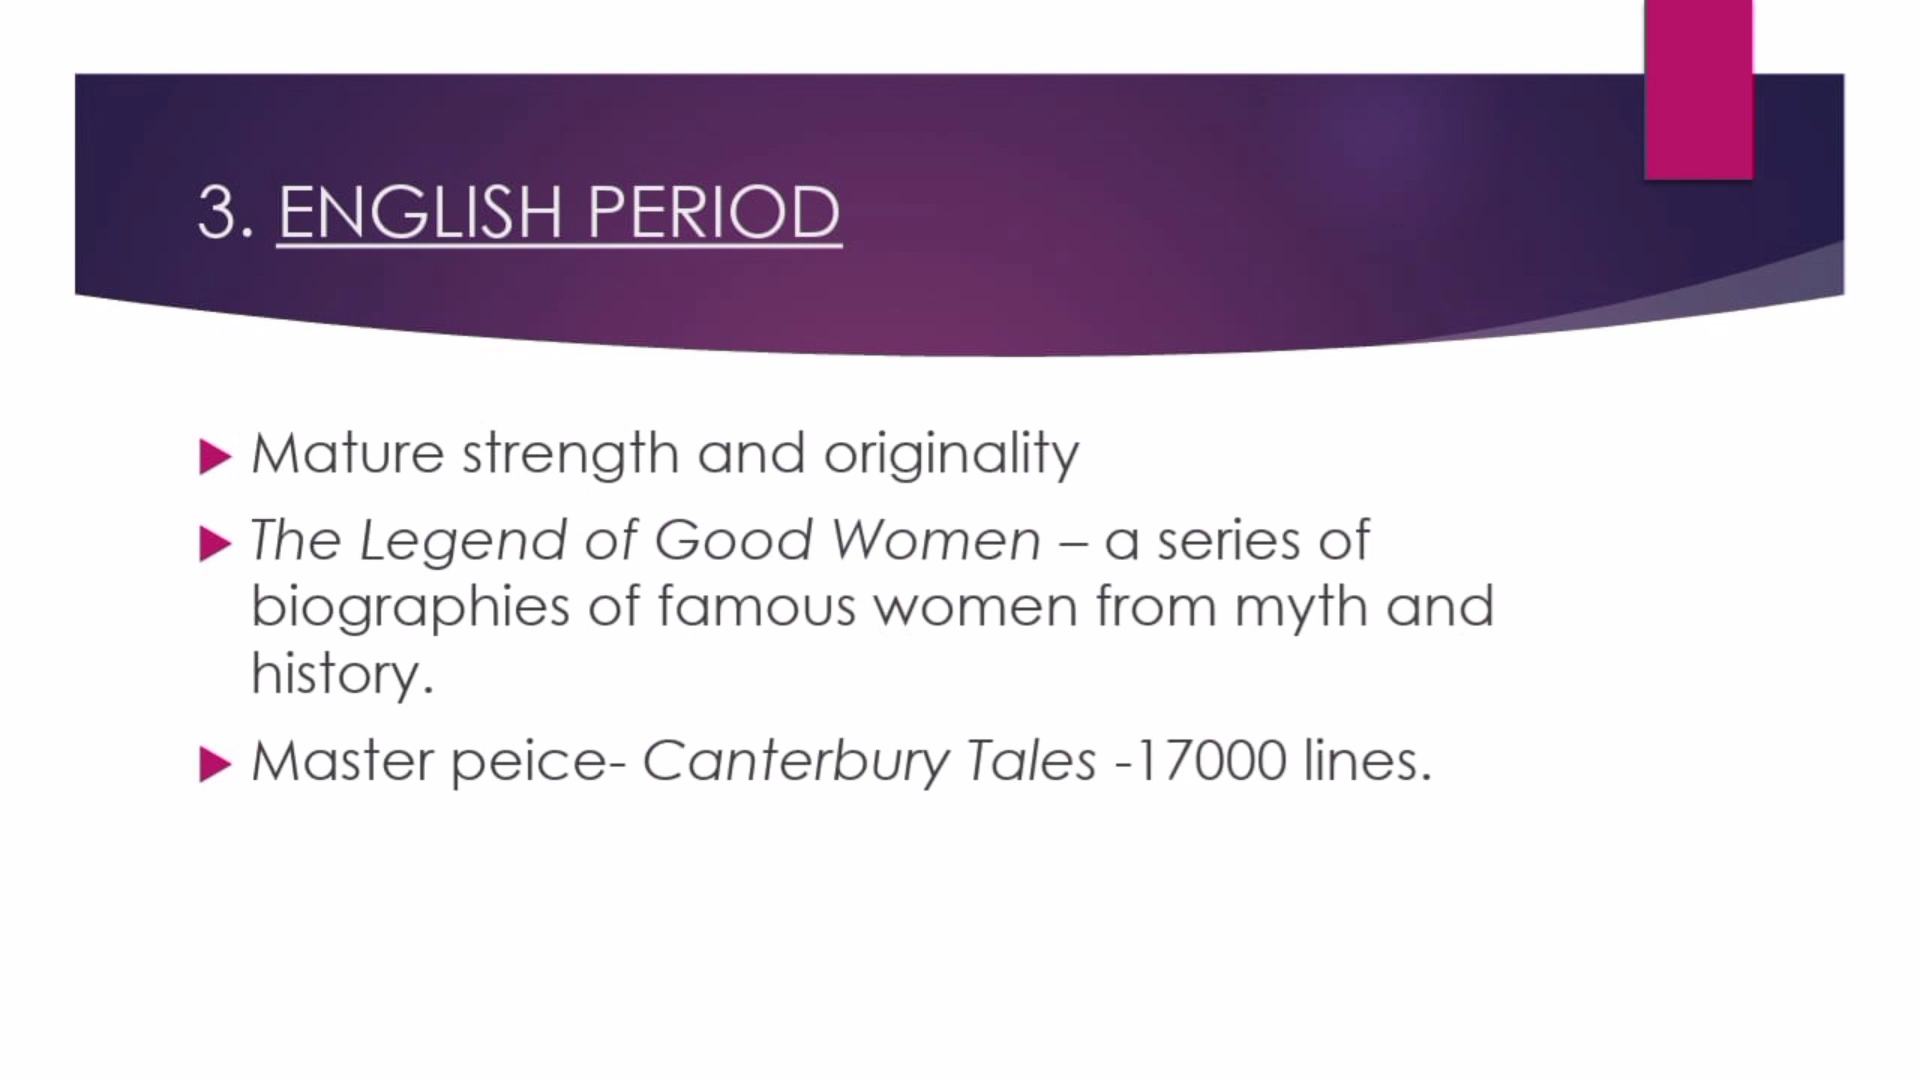 3. ENGLISH PERIOD
Mature strength and originality
The Legend of Good Women – a series of
biographies of famous women from myth and
history.
Master peice- Canterbury Tales -17000 lines.